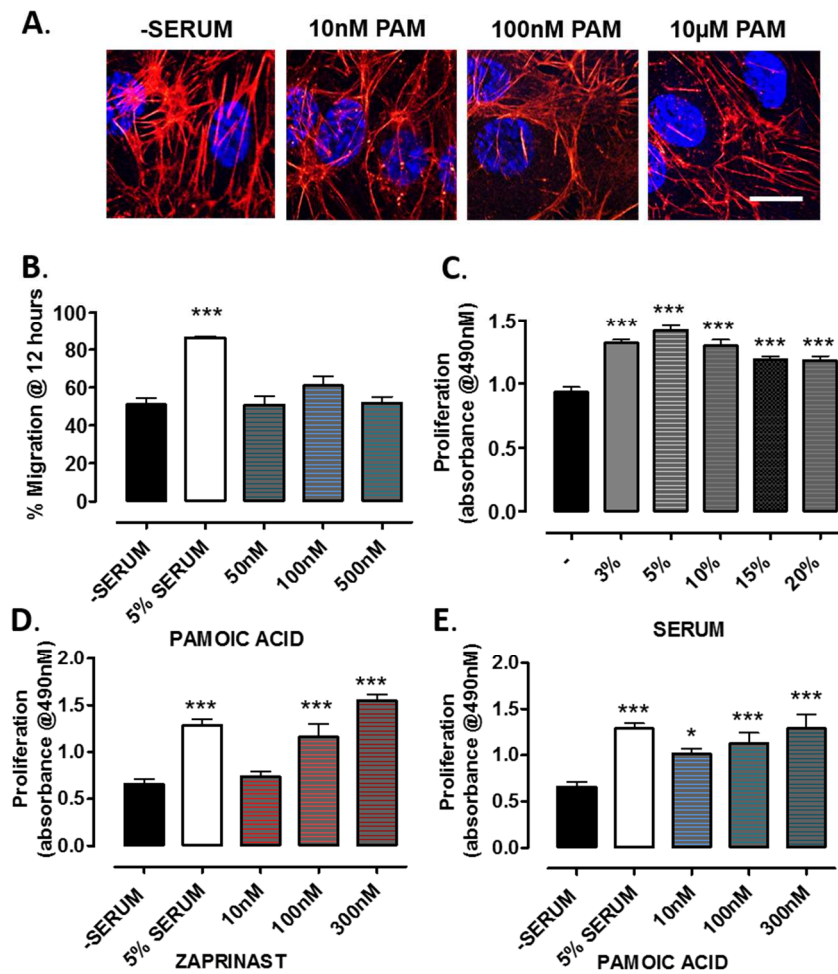 A.
-SERUM 10nM PAM 100nM PAM 10µM PAM
B.
% Migration @ 12 hours
100
80
60
40
20
0
***
-SERUM
5% SERUM
50nM
100nM
500nM
PAMOIC ACID
C.
Proliferation
(absorbance @490nM)
1.5
1.0
0.5
0.0
*** *** *** *** ***
-
3%
5%
10%
15%
20%
SERUM
D.
Proliferation
(absorbance @490nM)
2.0
1.5
1.0
0.5
0.0
*** *** ***
-SERUM
5% SERUM
10nM
100nM
300nM
ZAPRINAST
E.
Proliferation
(absorbance @490nM)
2.0
1.5
1.0
0.5
0.0
*** * *** ***
-SERUM
5% SERUM
10nM
100nM
300nM
PAMOIC ACID